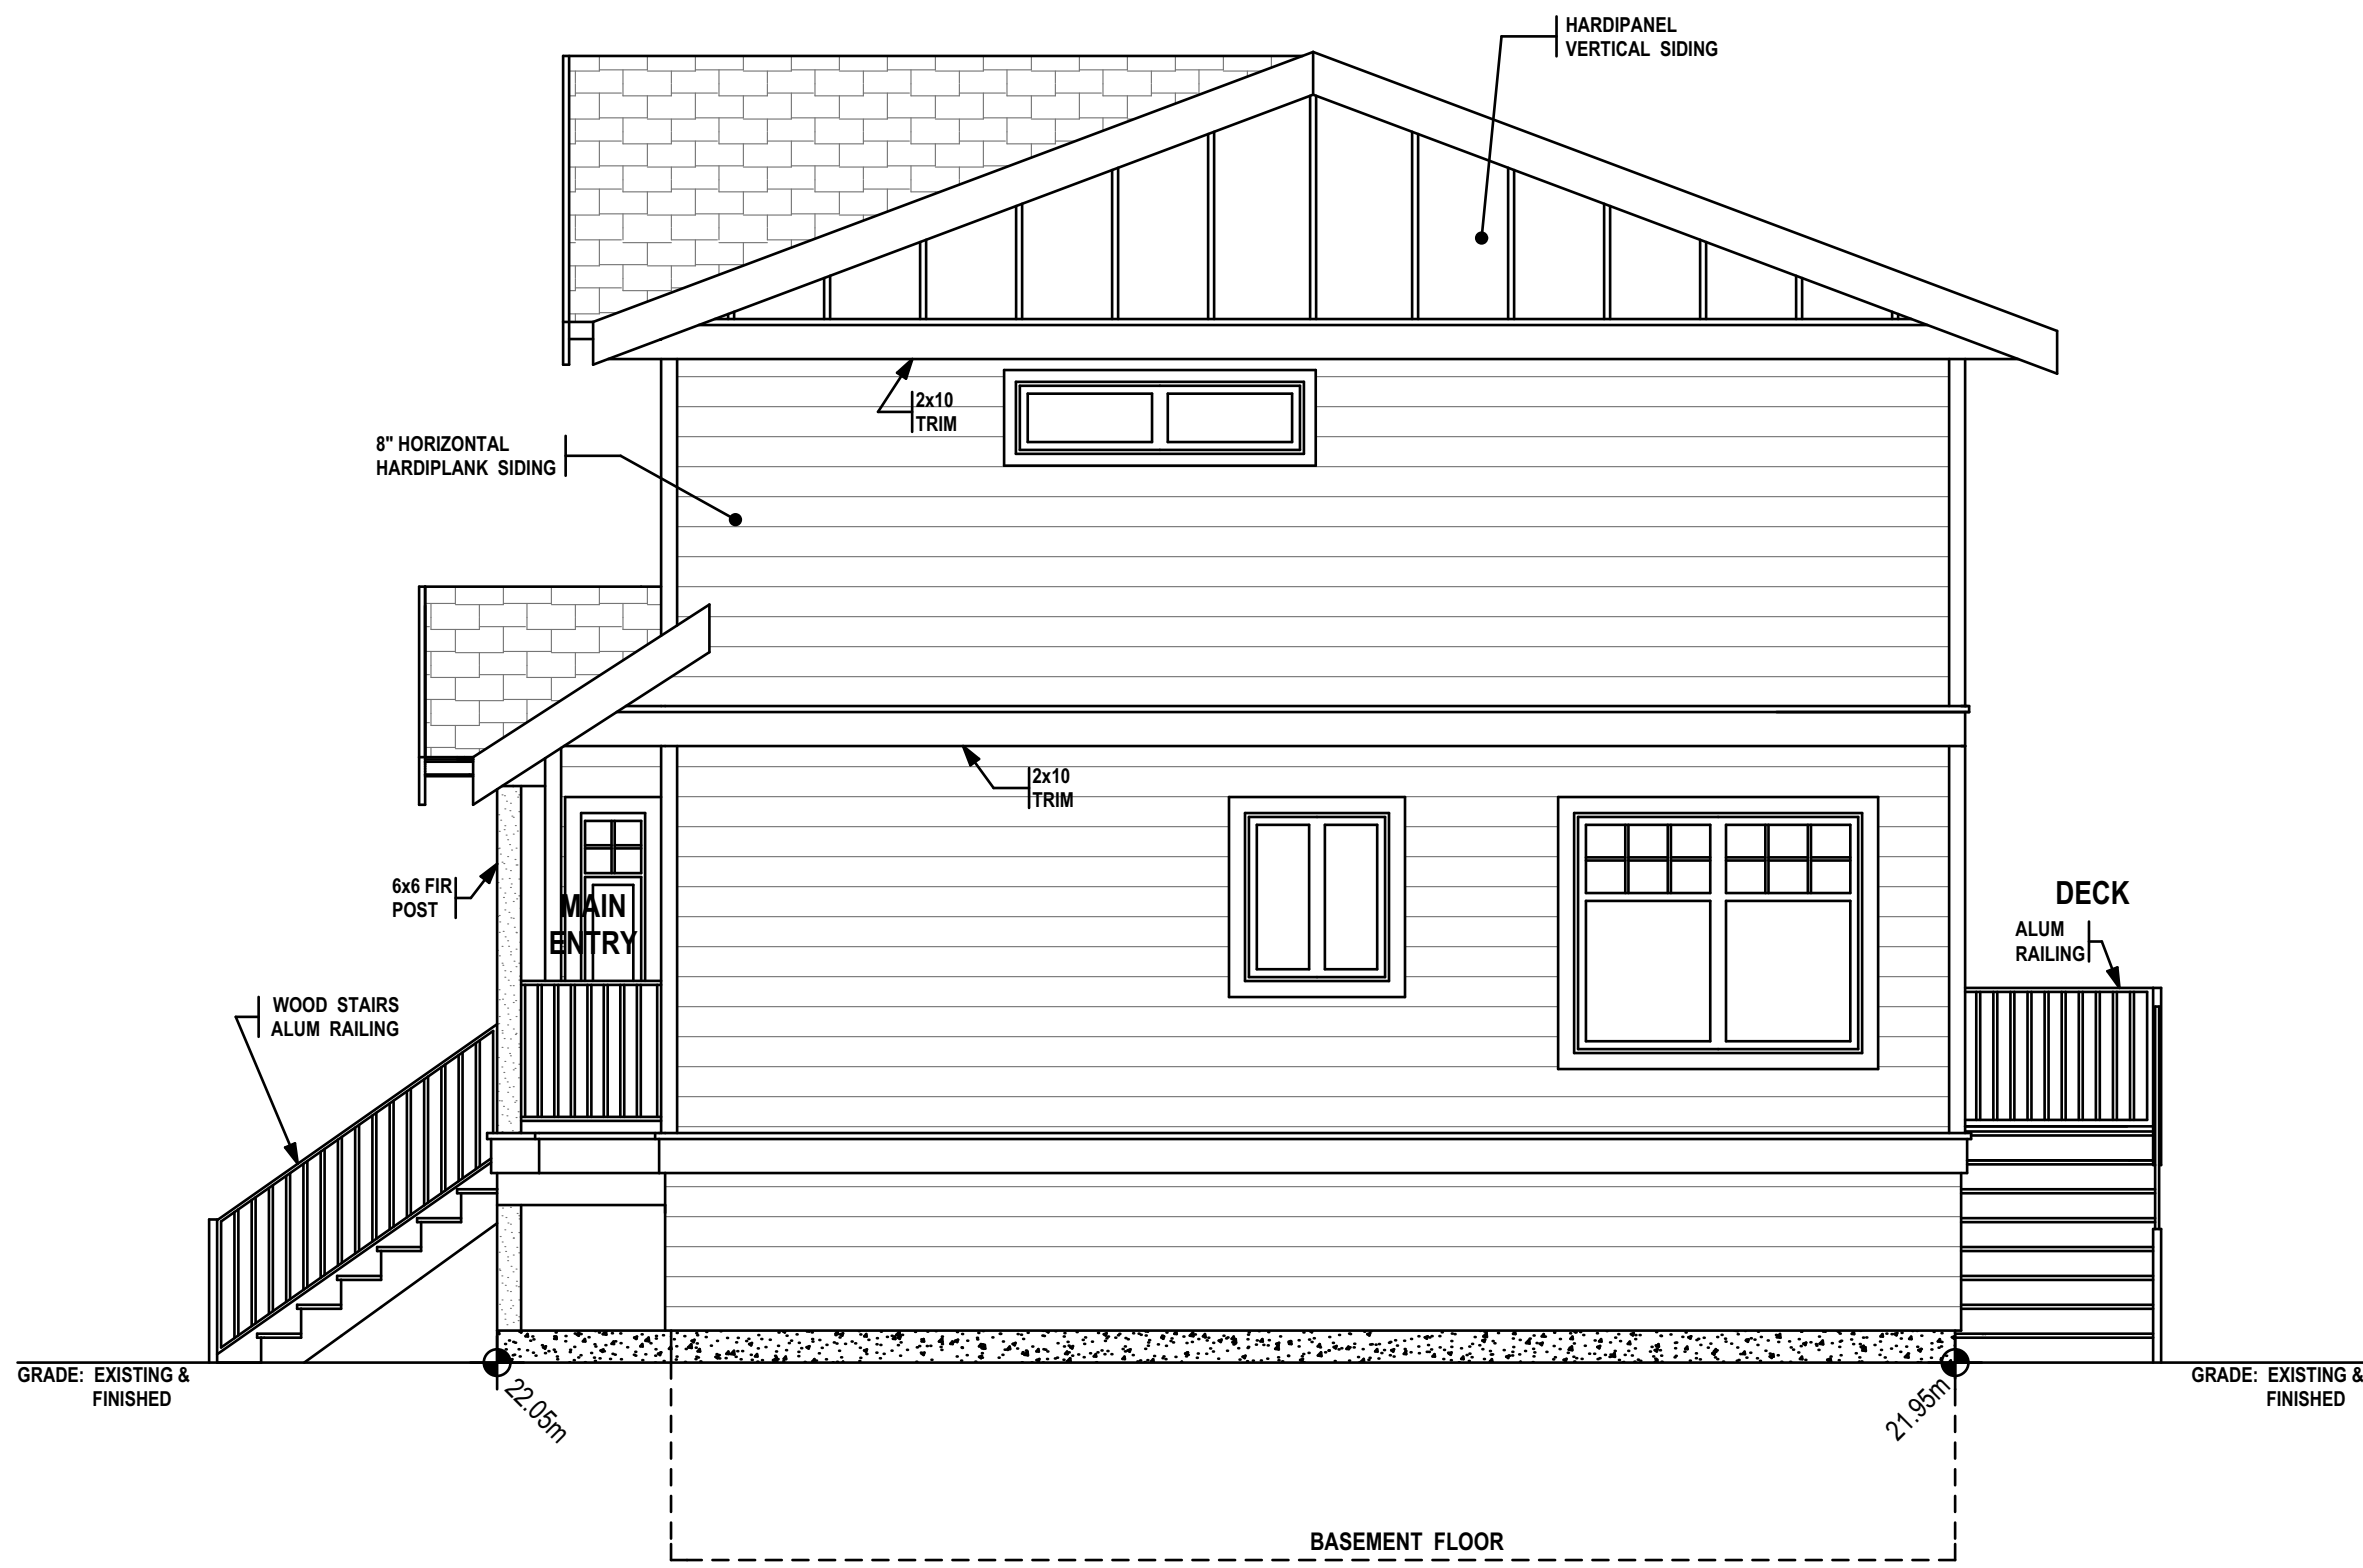 HARDIPANEL
VERTICAL SIDING
2x10
TRIM
8" HORIZONTAL
HARDIPLANK SIDING
2x10
TRIM
6x6 FIR
POST
MAIN
ENTRY
DECK
ALUM
RAILING
WOOD STAIRS
ALUM RAILING
GRADE: EXISTING &
FINISHED
22.05m
21.95m
GRADE: EXISTING &
FINISHED
BASEMENT FLOOR